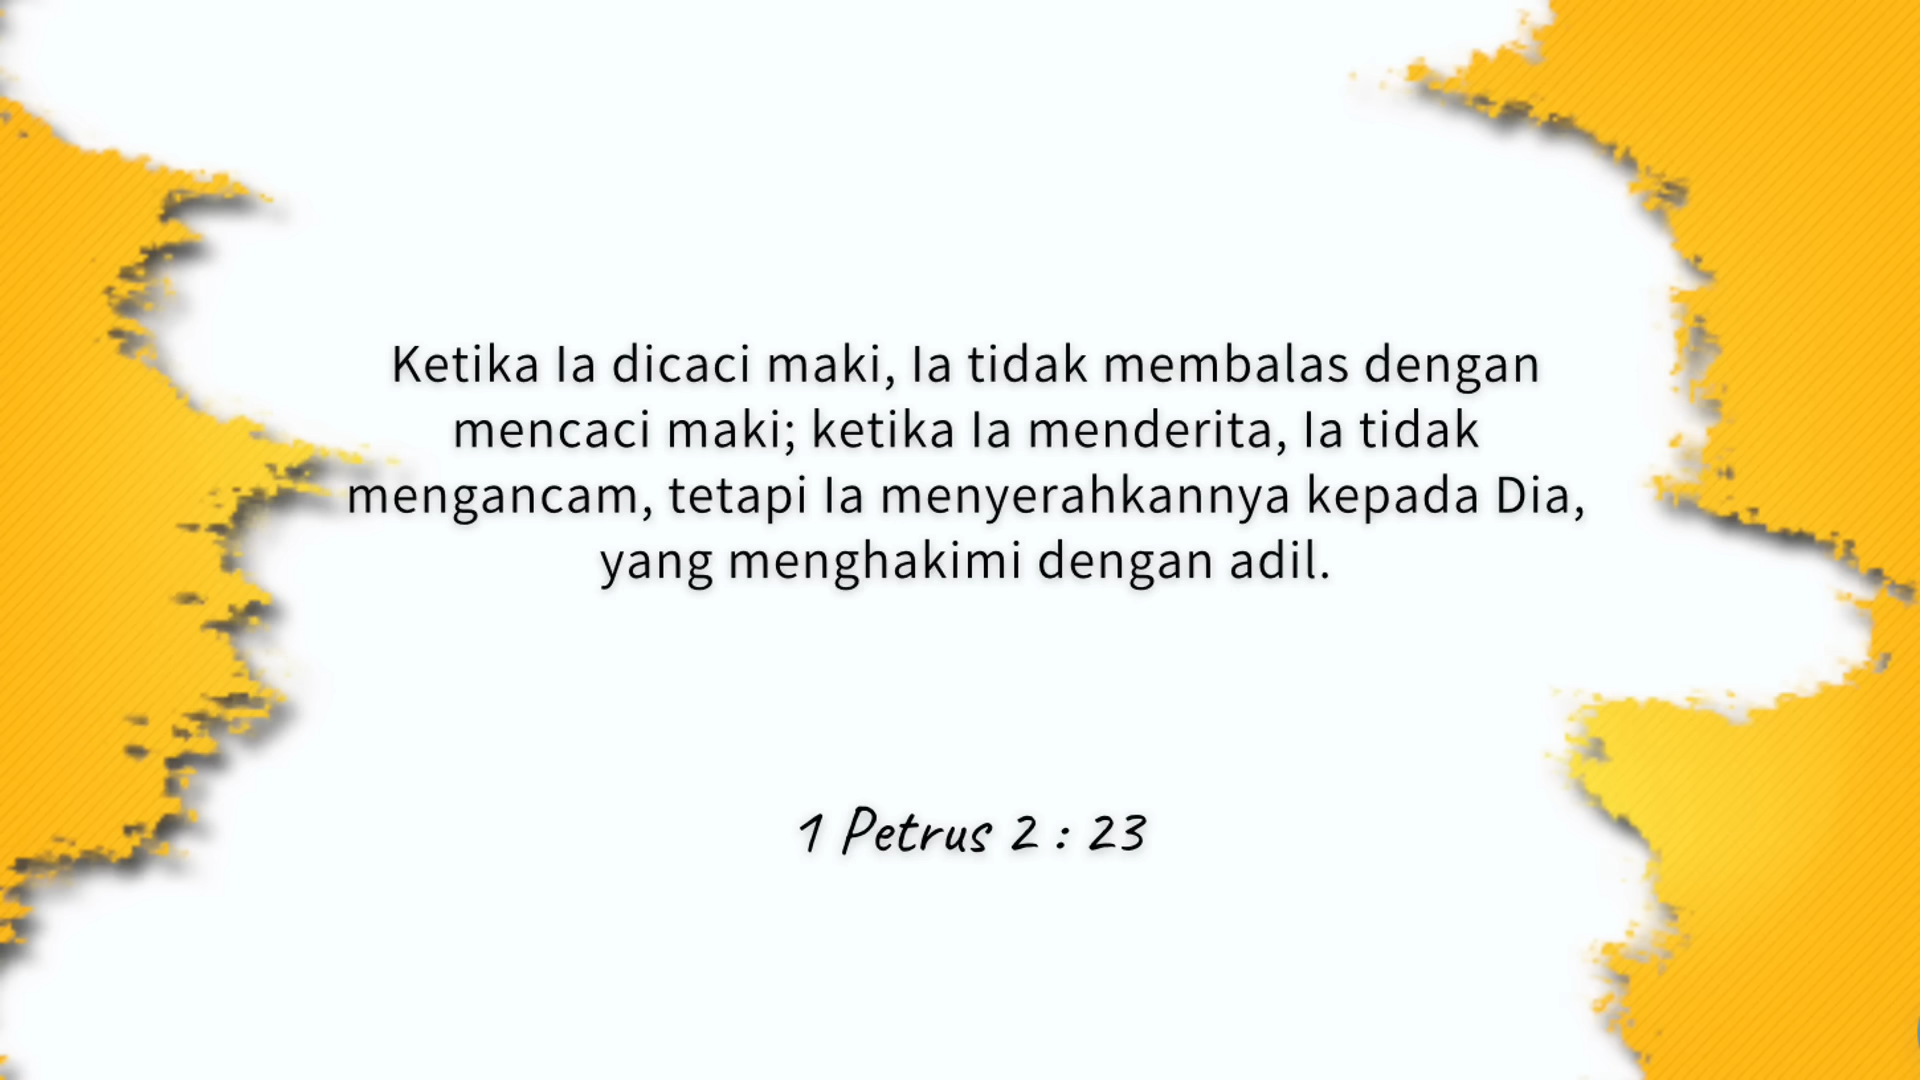 Ketika Ia dicaci maki, Ia tidak membalas dengan
mencaci maki; ketika Ia menderita, Ia tidak
mengancam, tetapi Ia menyerahkannya kepada Dia,
yang menghakimi dengan adil.
1 Petrus 2 : 23